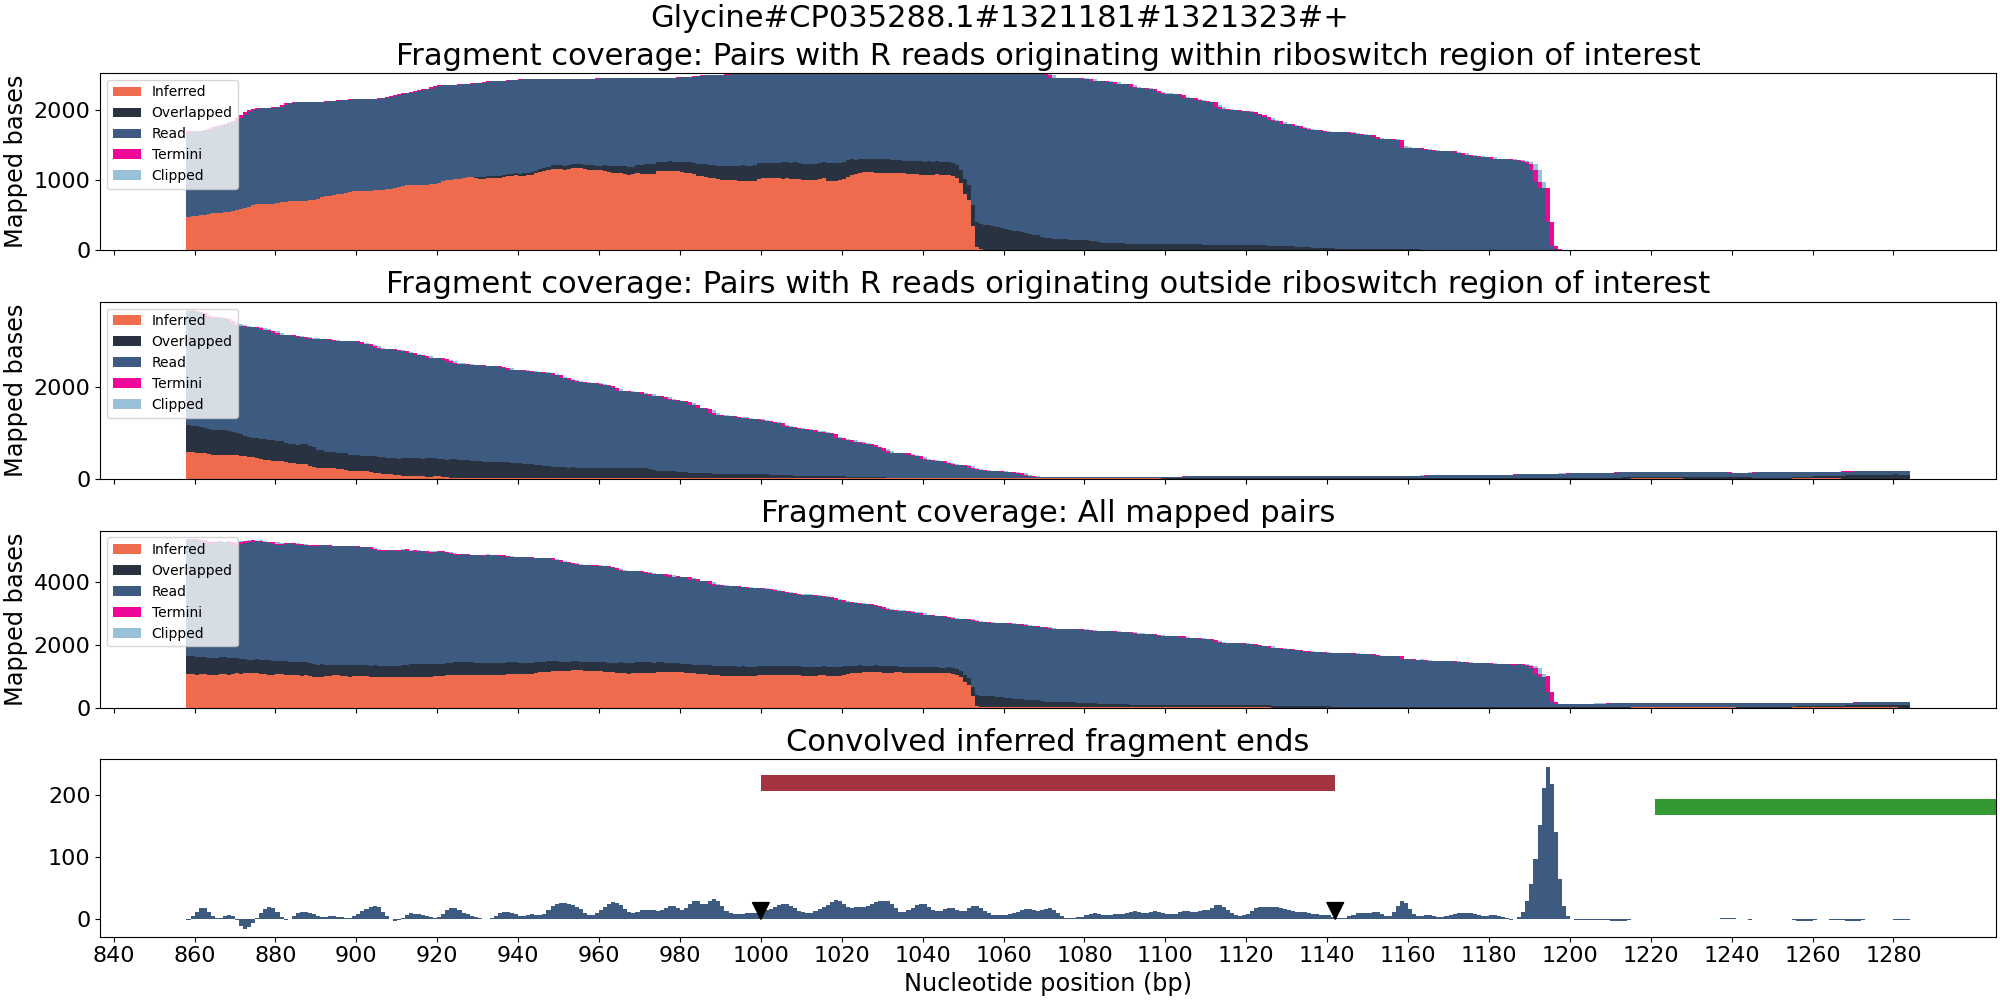 Glycine#CP035288.1#1321181#1321323#+
Fragment coverage: Pairs with R reads originating within riboswitch region of interest
Mapped bases
2000
1000
0
Inferred
Overlapped
Read
Termini
Clipped
Fragment coverage: Pairs with R reads originating outside riboswitch region of interest
Mapped bases
2000
0
Inferred
Overlapped
Read
Termini
Clipped
Fragment coverage: All mapped pairs
Mapped bases
4000
2000
0
Inferred
Overlapped
Read
Termini
Clipped
Convolved inferred fragment ends
200
100
0
840 860 880 900 920 940 960 980 1000 1020 1040 1060 1080 1100 1120 1140 1160 1180 1200 1220 1240 1260 1280
Nucleotide position (bp)